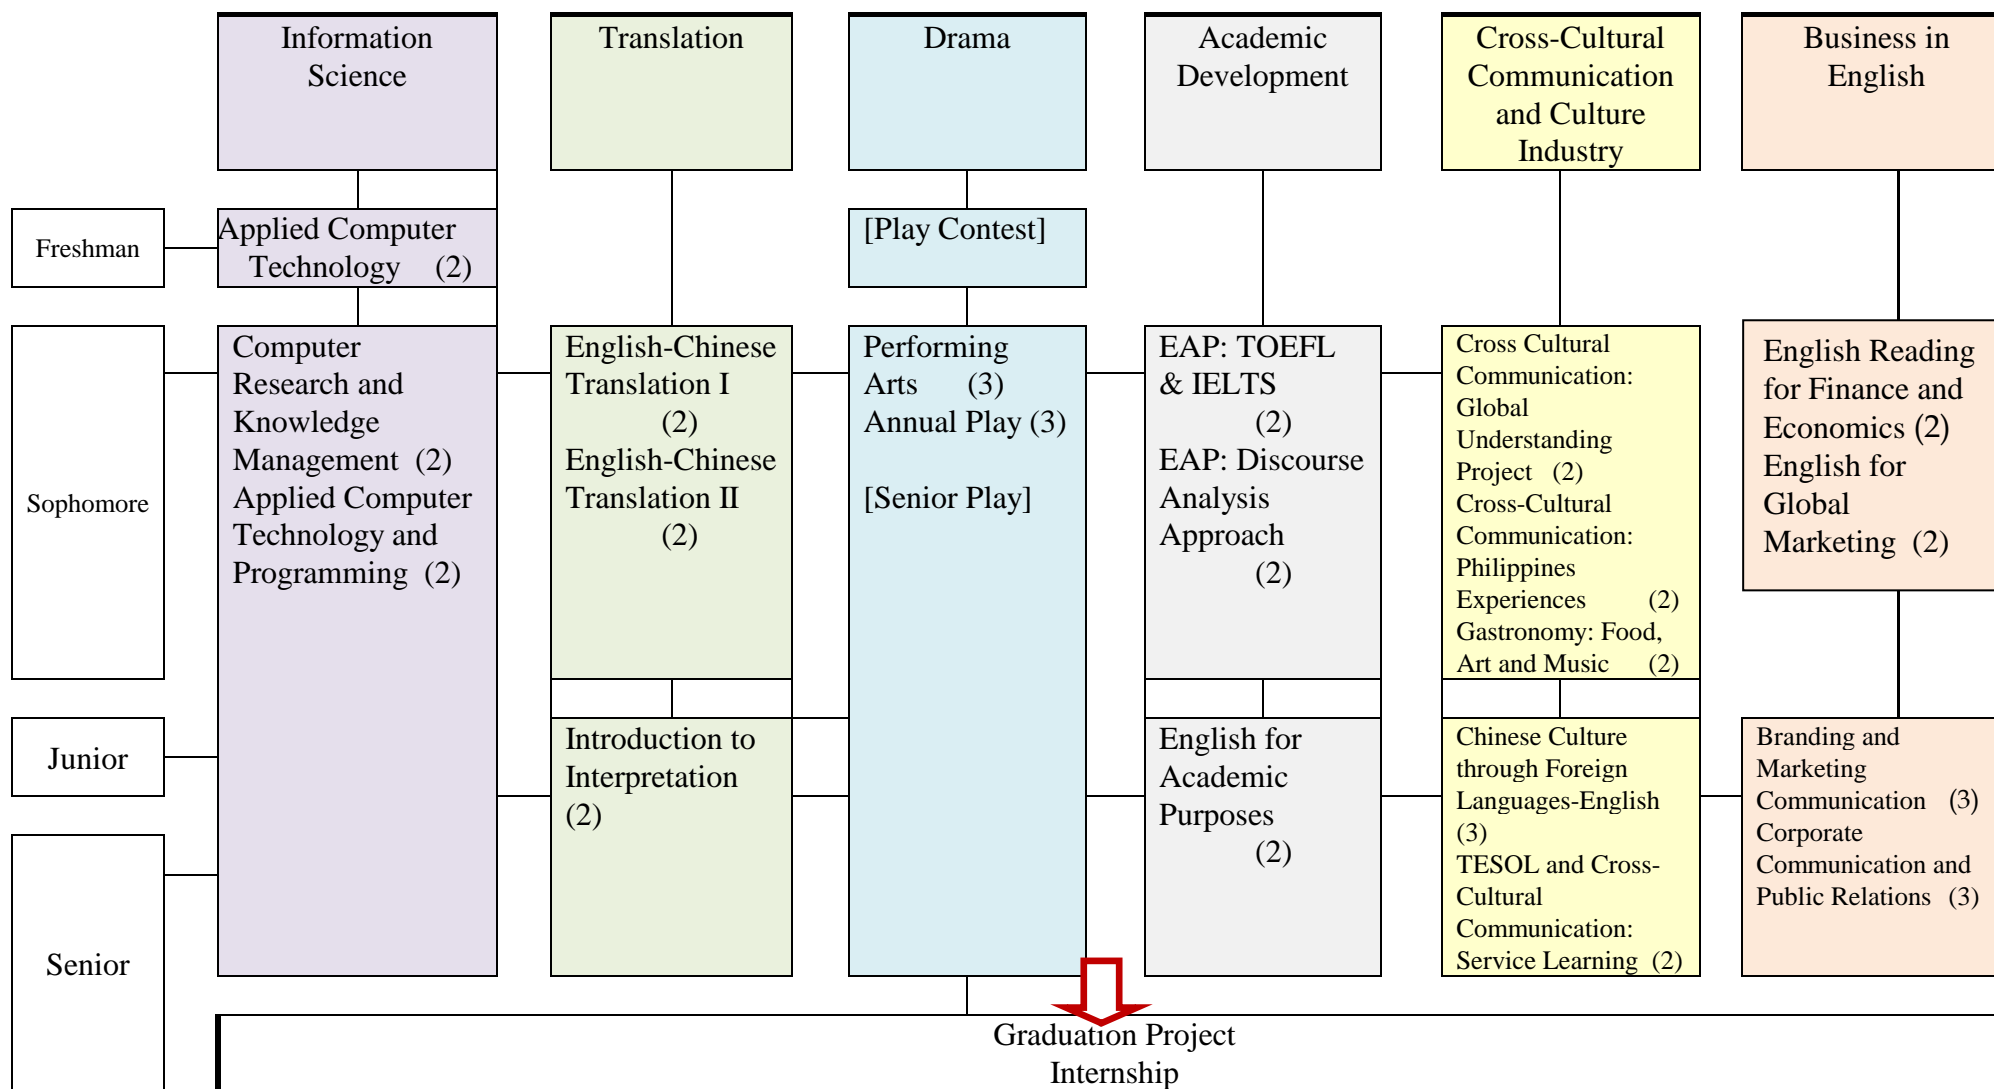 Information
Science
Translation
Drama
Academic
Development
Cross-Cultural
Communication
and Culture
Industry
Business in
English
Freshman
Applied Computer
Technology (2)
[Play Contest]
Sophomore
Computer
Research and
Knowledge
Management (2)
Applied Computer
Technology and
Programming (2)
English-Chinese
Translation I
(2)
English-Chinese
Translation II
(2)
Performing
Arts (3)
Annual Play (3)
[Senior Play]
EAP: TOEFL
& IELTS
(2)
EAP: Discourse
Analysis
Approach
(2)
Cross Cultural
Communication:
Global
Understanding
Project (2)
Cross-Cultural
Communication:
Philippines
Experiences (2)
Gastronomy: Food,
Art and Music (2)
English Reading
for Finance and
Economics (2)
English for
Global
Marketing (2)
Junior
Introduction to
Interpretation
(2)
English for
Academic
Purposes
(2)
Chinese Culture
through Foreign
Languages-English
(3)
TESOL and Cross-
Cultural
Communication:
Service Learning (2)
Branding and
Marketing
Communication (3)
Corporate
Communication and
Public Relations (3)
Senior
Graduation Project
Internship